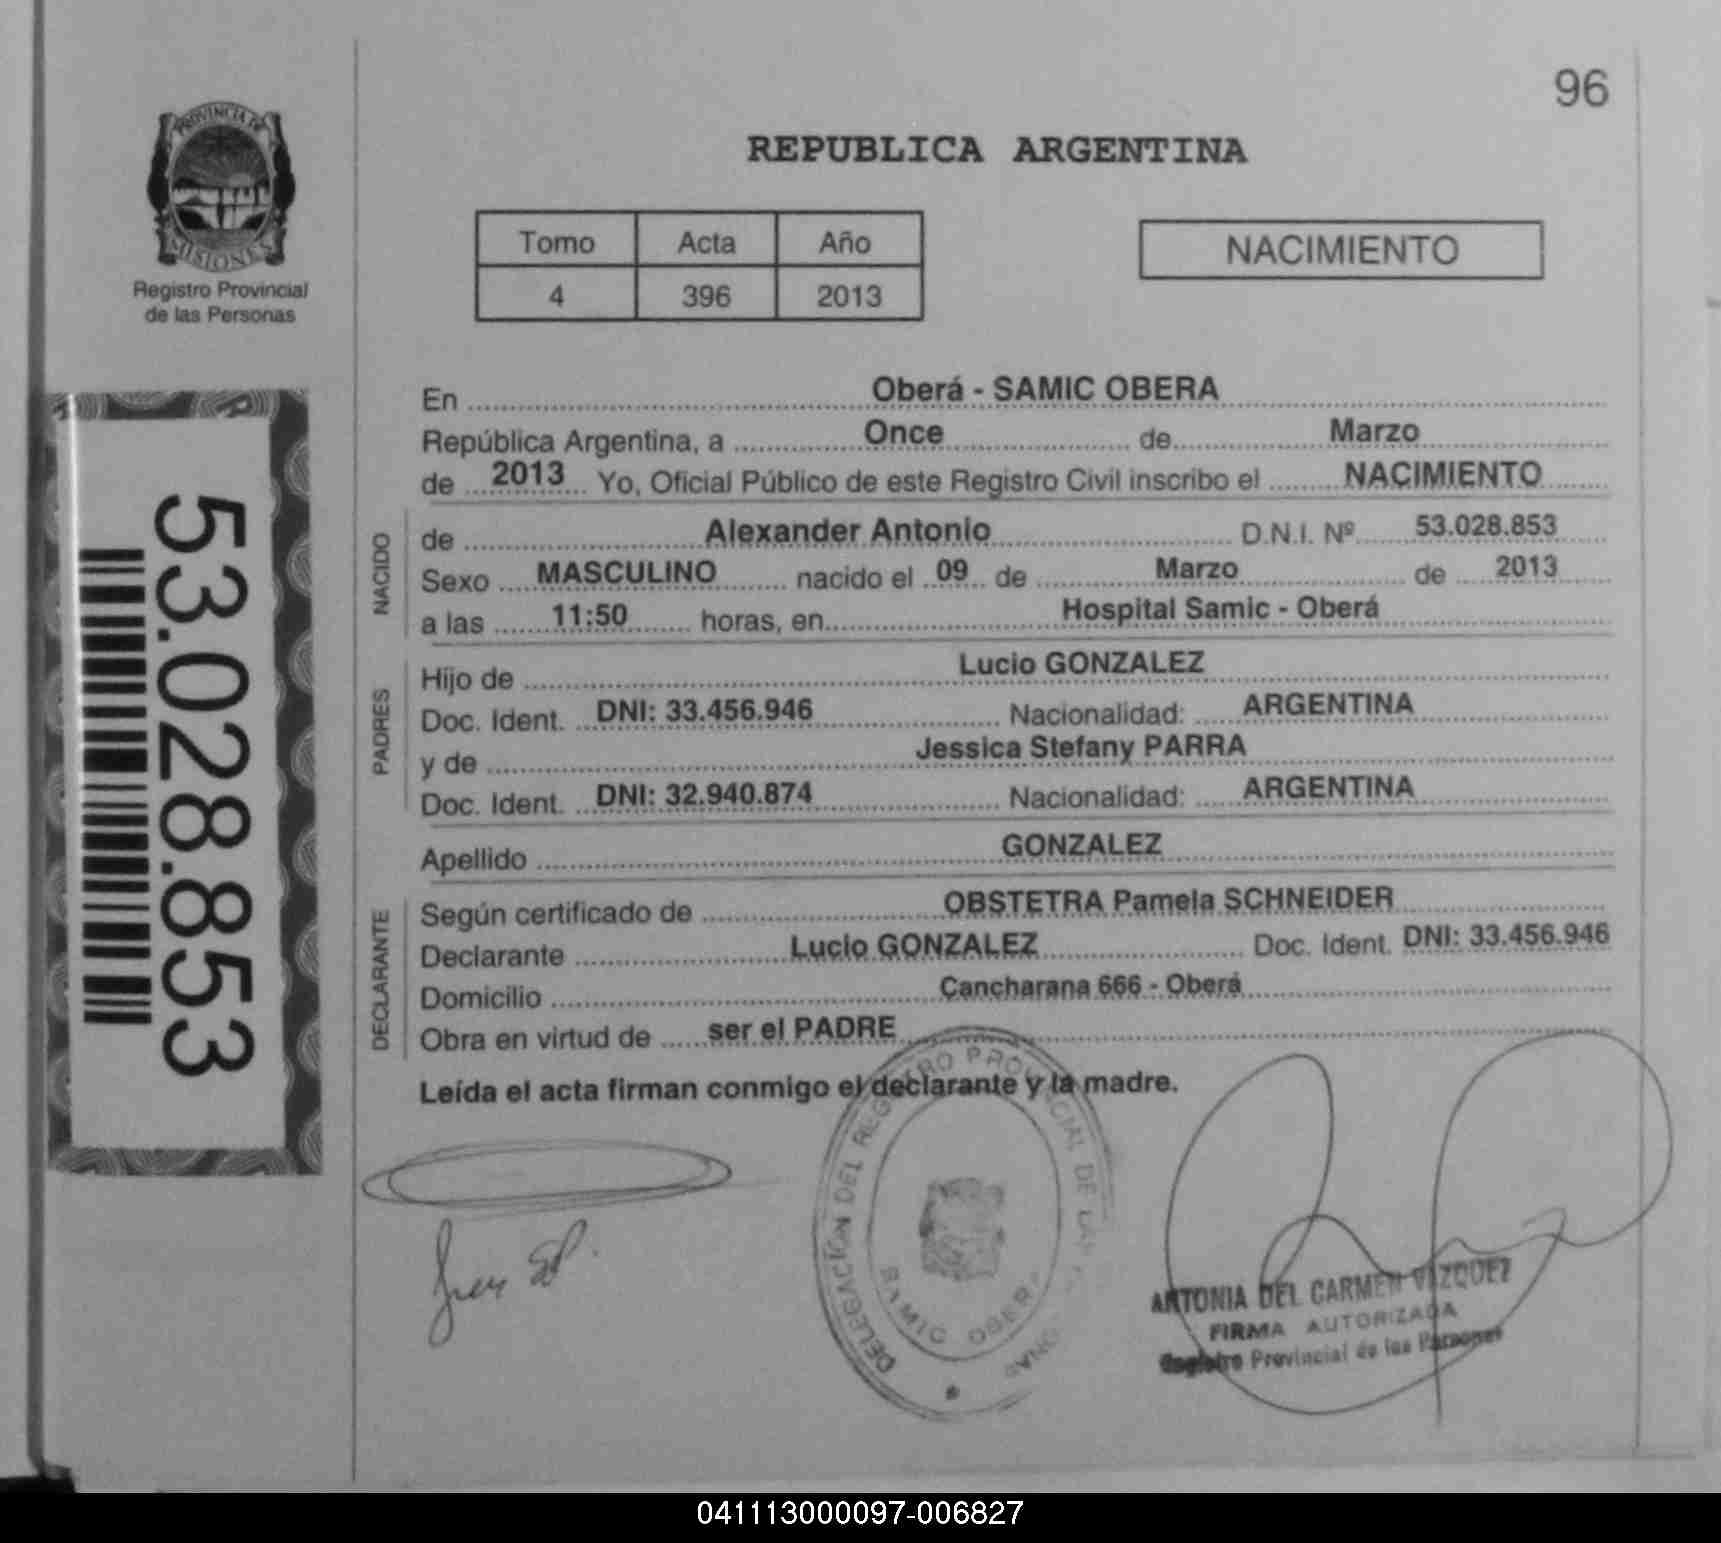 96
PROVINCIA DE
MISIONES
Registro Provincial
de las Personas
REPUBLICA ARGENTINA
Tomo Acta Año
4 396 2013
NACIMIENTO
53.028.853
En Oberá - SAMIC OBERA
República Argentina, a Once de Marzo
de 2013 Yo, Oficial Público de este Registro Civil inscribo el NACIMIENTO
NACIDO
de Alexander Antonio D.N.I. Nº 53.028.853
Sexo MASCULINO nacido el 09 de Marzo de 2013
a las 11:50 horas, en Hospital Samic - Oberá
PADRES
Hijo de Lucio GONZALEZ
Doc. Ident. DNI: 33.456.946 Nacionalidad: ARGENTINA
y de Jessica Stefany PARRA
Doc. Ident. DNI: 32.940.874 Nacionalidad: ARGENTINA
Apellido GONZALEZ
DECLARANTE
Según certificado de OBSTETRA Pamela SCHNEIDER
Declarante Lucio GONZALEZ Doc. Ident. DNI: 33.456.946
Domicilio Cancharana 666 - Oberá
Obra en virtud de ser el PADRE
Leída el acta firman conmigo el declarante y la madre.
DELEGACION DEL REGISTRO PROVINCIAL DE LAS
SAMIC OBERA
ANTONIA DEL CARMEN VAZQUEZ
FIRMA AUTORIZADA
Registro Provincial de las Personas
041113000097-006827